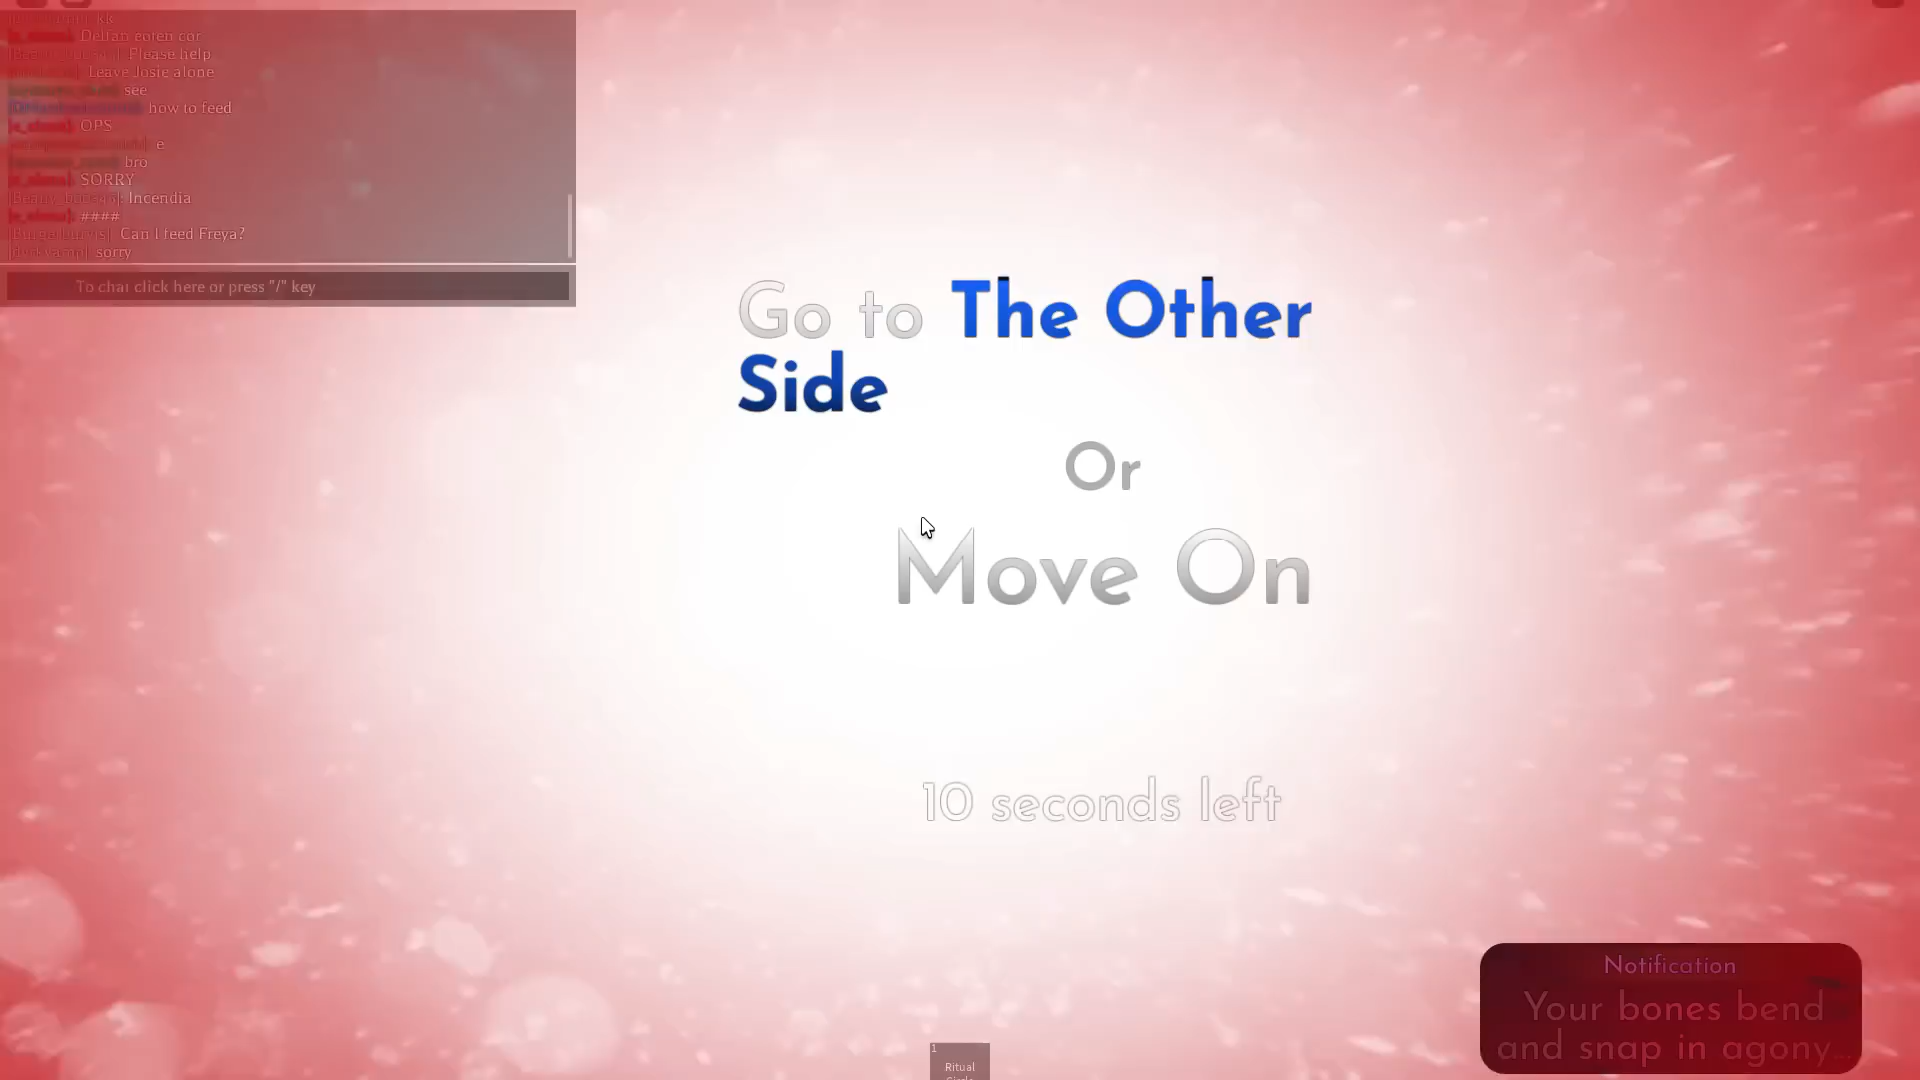 kk
Delfan eoten cor
Please help
Leave Josie alone
see
how to feed
OPS
e
bro
SORRY
Incendia
####
Can I feed Freya?
sorry
To chat click here or press "/" key
Go to The Other
Side
Or
Move On
10 seconds left
Notification
Your bones bend
and snap in agony...
1
Ritual
Circle